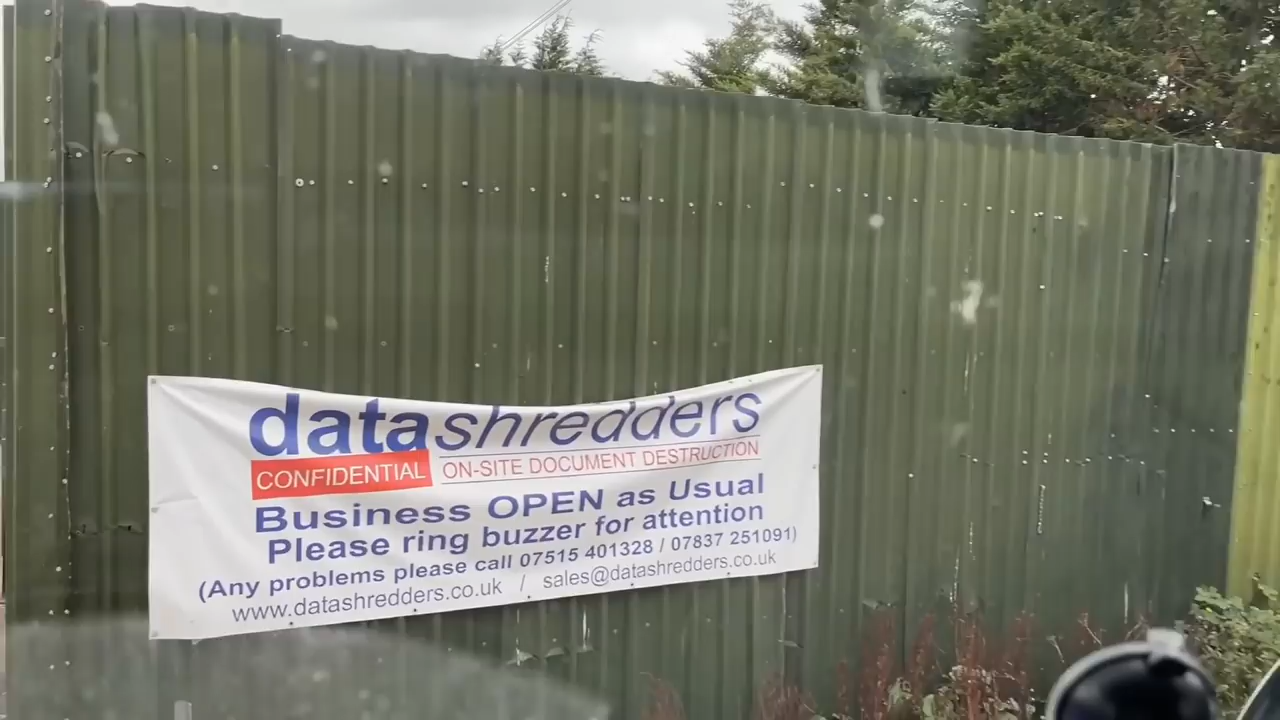 datashredders
CONFIDENTIAL ON-SITE DOCUMENT DESTRUCTION
Business OPEN as Usual
Please ring buzzer for attention
(Any problems please call 07515 401328 / 07837 251091)
www.datashredders.co.uk / sales@datashredders.co.uk